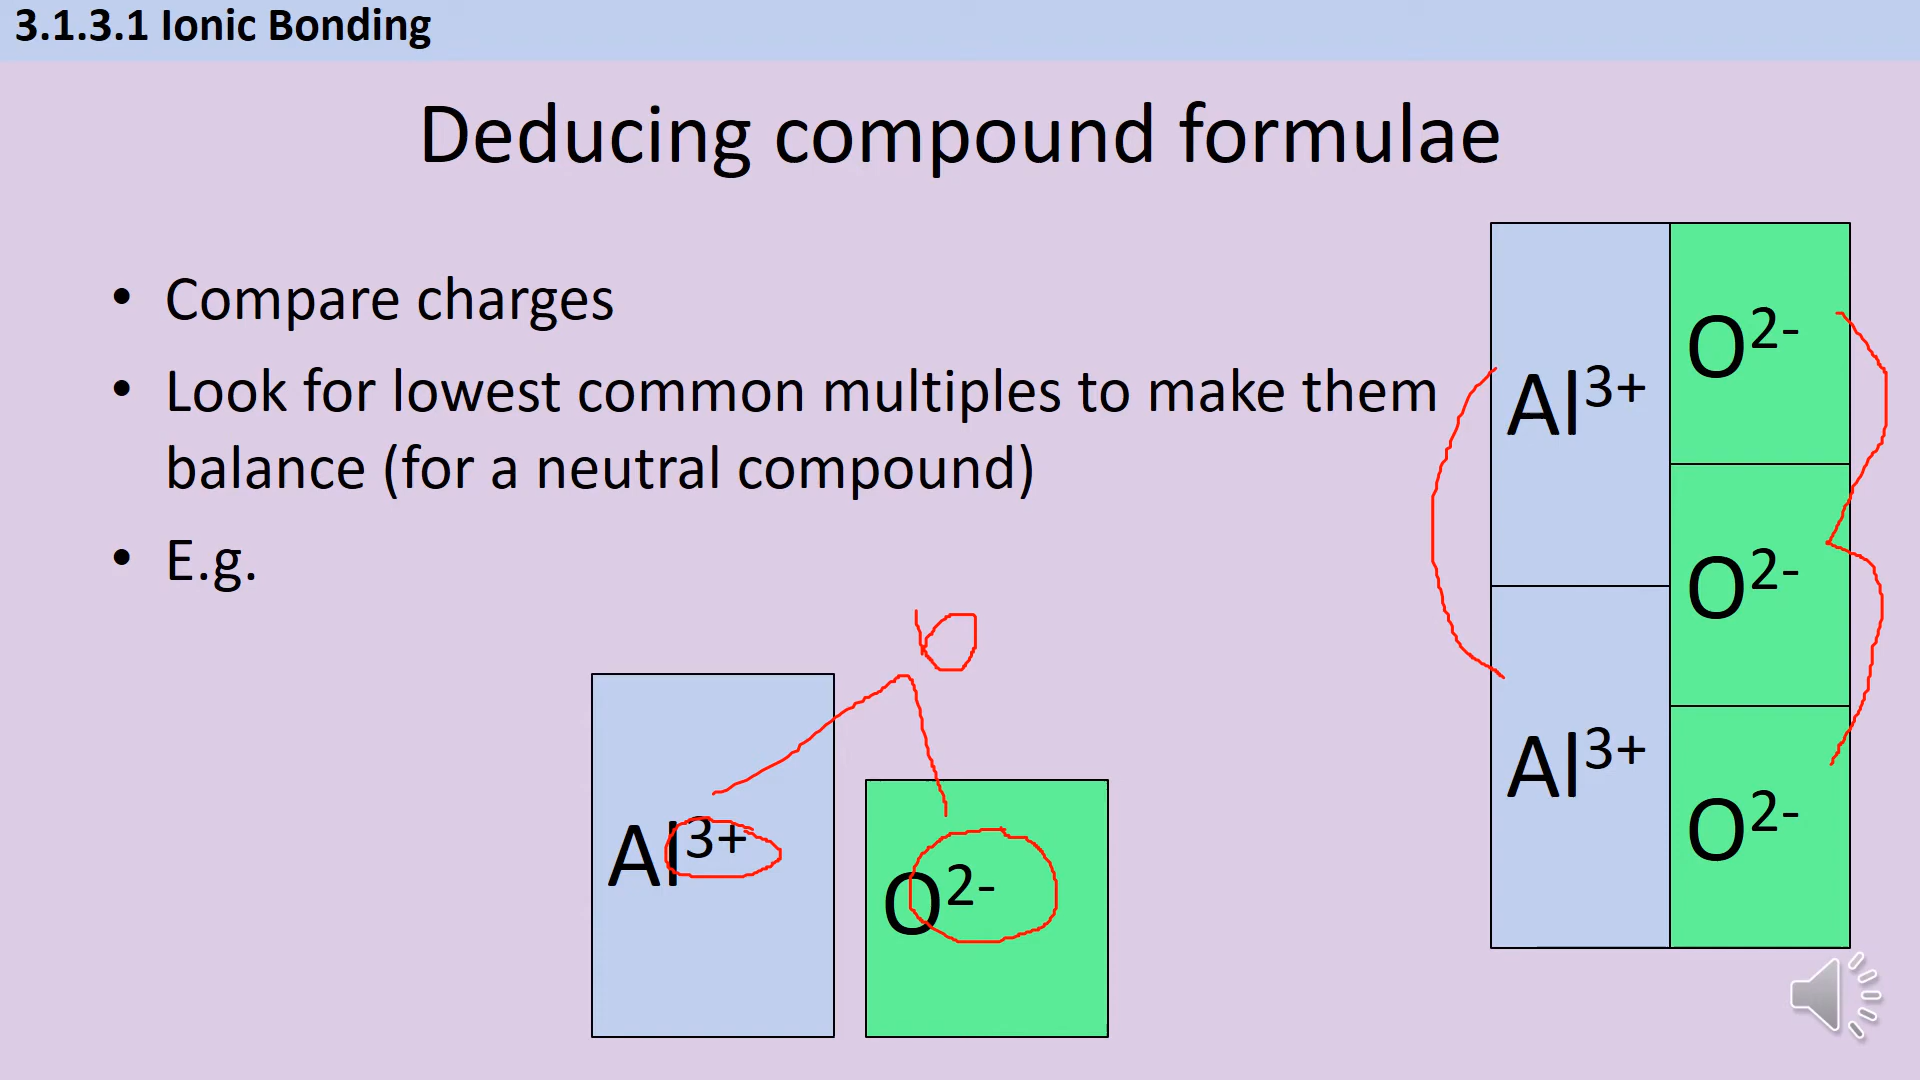 3.1.3.1 Ionic Bonding
Deducing compound formulae
• Compare charges
• Look for lowest common multiples to make them
balance (for a neutral compound)
• E.g.
6
Al3+
O2-
Al3+
Al3+
O2-
O2-
O2-